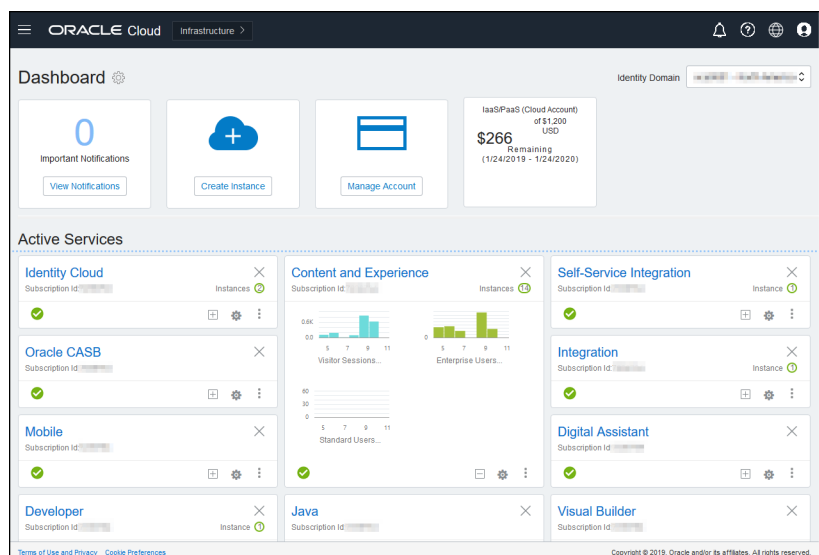 ORACLE Cloud Infrastructure >
Dashboard
Identity Domain
0
Important Notifications
View Notifications
Create Instance
Manage Account
IaaS/PaaS (Cloud Account)
of $1,200
USD
$266
Remaining
(1/24/2019 - 1/24/2020)
Active Services
Identity Cloud
Subscription Id:
Instances 2
Content and Experience
Subscription Id:
Instances 14
0.6K
0.0
5 7 9 11
Visitor Sessions...
0
5 7 9 11
Enterprise Users...
60
30
0
5 7 9 11
Standard Users...
Self-Service Integration
Subscription Id:
Instance 1
Oracle CASB
Subscription Id:
Integration
Subscription Id:
Instance 1
Mobile
Subscription Id:
Digital Assistant
Subscription Id:
Developer
Subscription Id:
Instance 1
Java
Subscription Id:
Visual Builder
Subscription Id:
Terms of Use and Privacy Cookie Preferences
Copyright © 2019, Oracle and/or its affiliates. All rights reserved.